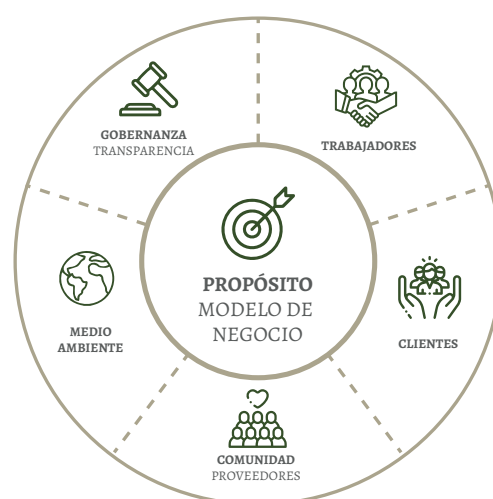 GOBERNANZA
TRANSPARENCIA
TRABAJADORES
PROPÓSITO
MODELO DE
NEGOCIO
MEDIO
AMBIENTE
CLIENTES
COMUNIDAD
PROVEEDORES